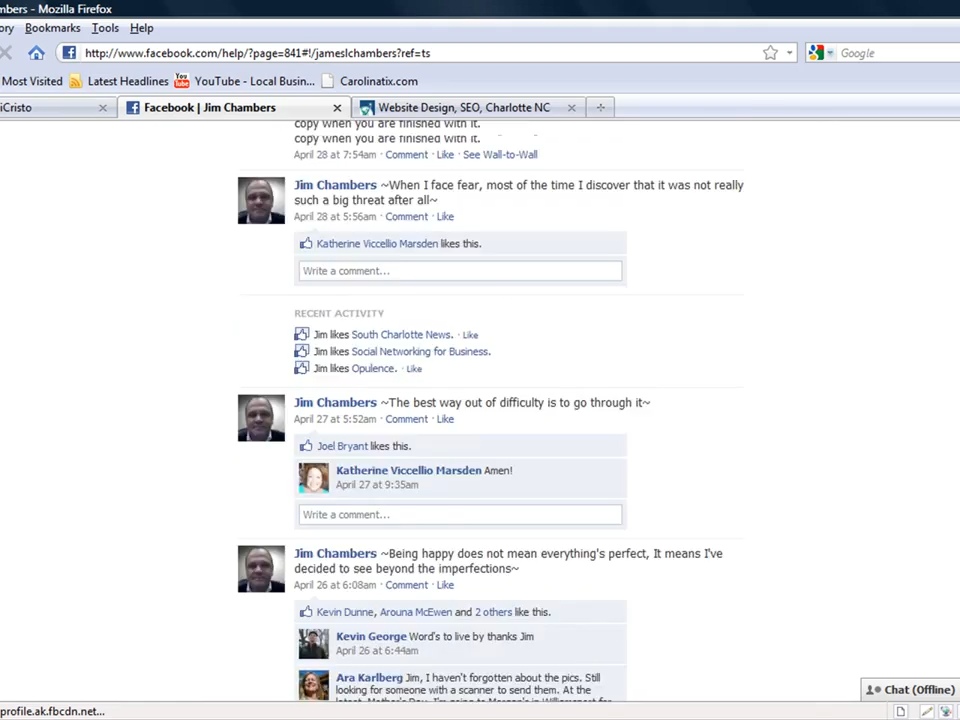 mbers - Mozilla Firefox
ory Bookmarks Tools Help
http://www.facebook.com/help/?page=841#!/jameslchambers?ref=ts
Google
Most Visited Latest Headlines YouTube - Local Busin... Carolinatix.com
iCristo Facebook | Jim Chambers Website Design, SEO, Charlotte NC
copy when you are finished with it.
copy when you are finished with it.
April 28 at 7:54am · Comment · Like · See Wall-to-Wall
Jim Chambers ~When I face fear, most of the time I discover that it was not really
such a big threat after all~
April 28 at 5:56am · Comment · Like
Katherine Viccellio Marsden likes this.
Write a comment...
RECENT ACTIVITY
Jim likes South Charlotte News. · Like
Jim likes Social Networking for Business.
Jim likes Opulence. · Like
Jim Chambers ~The best way out of difficulty is to go through it~
April 27 at 5:52am · Comment · Like
Joel Bryant likes this.
Katherine Viccellio Marsden Amen!
April 27 at 9:35am
Write a comment...
Jim Chambers ~Being happy does not mean everything's perfect, It means I've
decided to see beyond the imperfections~
April 26 at 6:08am · Comment · Like
Kevin Dunne, Arouna McEwen and 2 others like this.
Kevin George Word's to live by thanks Jim
April 26 at 6:44am
Ara Karlberg Jim, I haven't forgotten about the pics. Still
looking for someone with a scanner to send them. At the
Chat (Offline)
profile.ak.fbcdn.net...